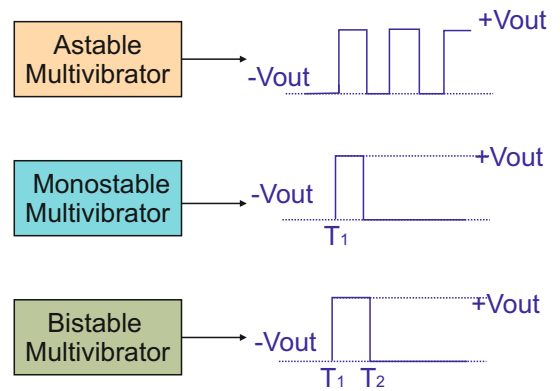 Astable
Multivibrator
-Vout
+Vout
Monostable
Multivibrator
-Vout
+Vout
T1
Bistable
Multivibrator
-Vout
+Vout
T1 T2